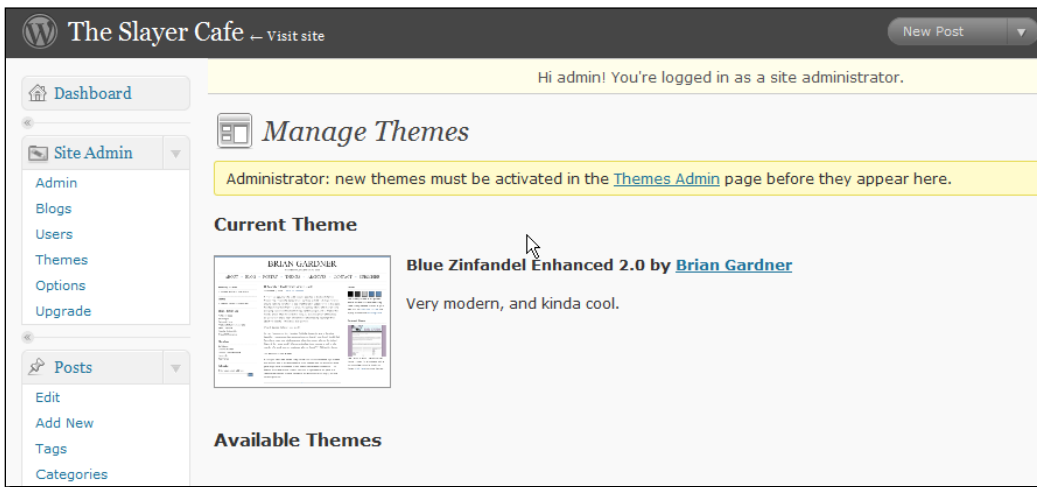 The Slayer Cafe ← Visit site
New Post
Hi admin! You're logged in as a site administrator.
Dashboard
Manage Themes
Site Admin
Administrator: new themes must be activated in the Themes Admin page before they appear here.
Admin
Blogs
Users
Themes
Options
Upgrade
Current Theme
BRIAN GARDNER
Blue Zinfandel Enhanced 2.0 by Brian Gardner
Very modern, and kinda cool.
Posts
Edit
Add New
Tags
Categories
Available Themes